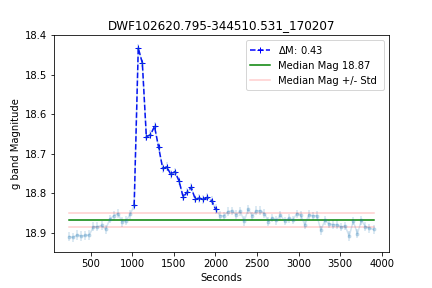 DWF102620.795-344510.531_170207
18.4
18.5
18.6
18.7
18.8
18.9
g band Magnitude
ΔM: 0.43
Median Mag 18.87
Median Mag +/- Std
500 1000 1500 2000 2500 3000 3500 4000
Seconds